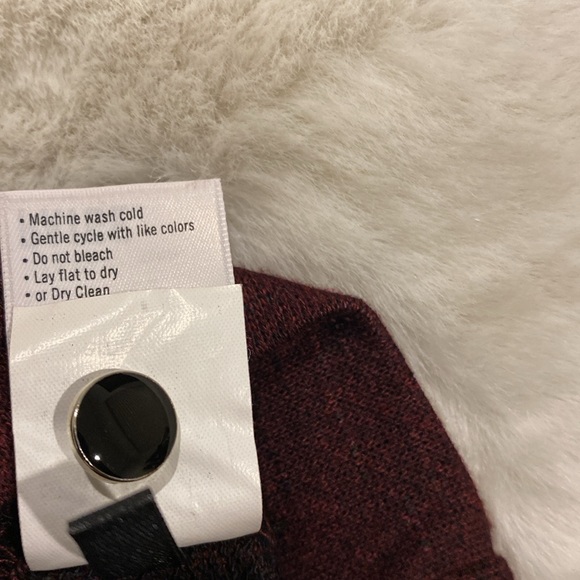 • Machine wash cold
• Gentle cycle with like colors
• Do not bleach
• Lay flat to dry
• or Dry Clean